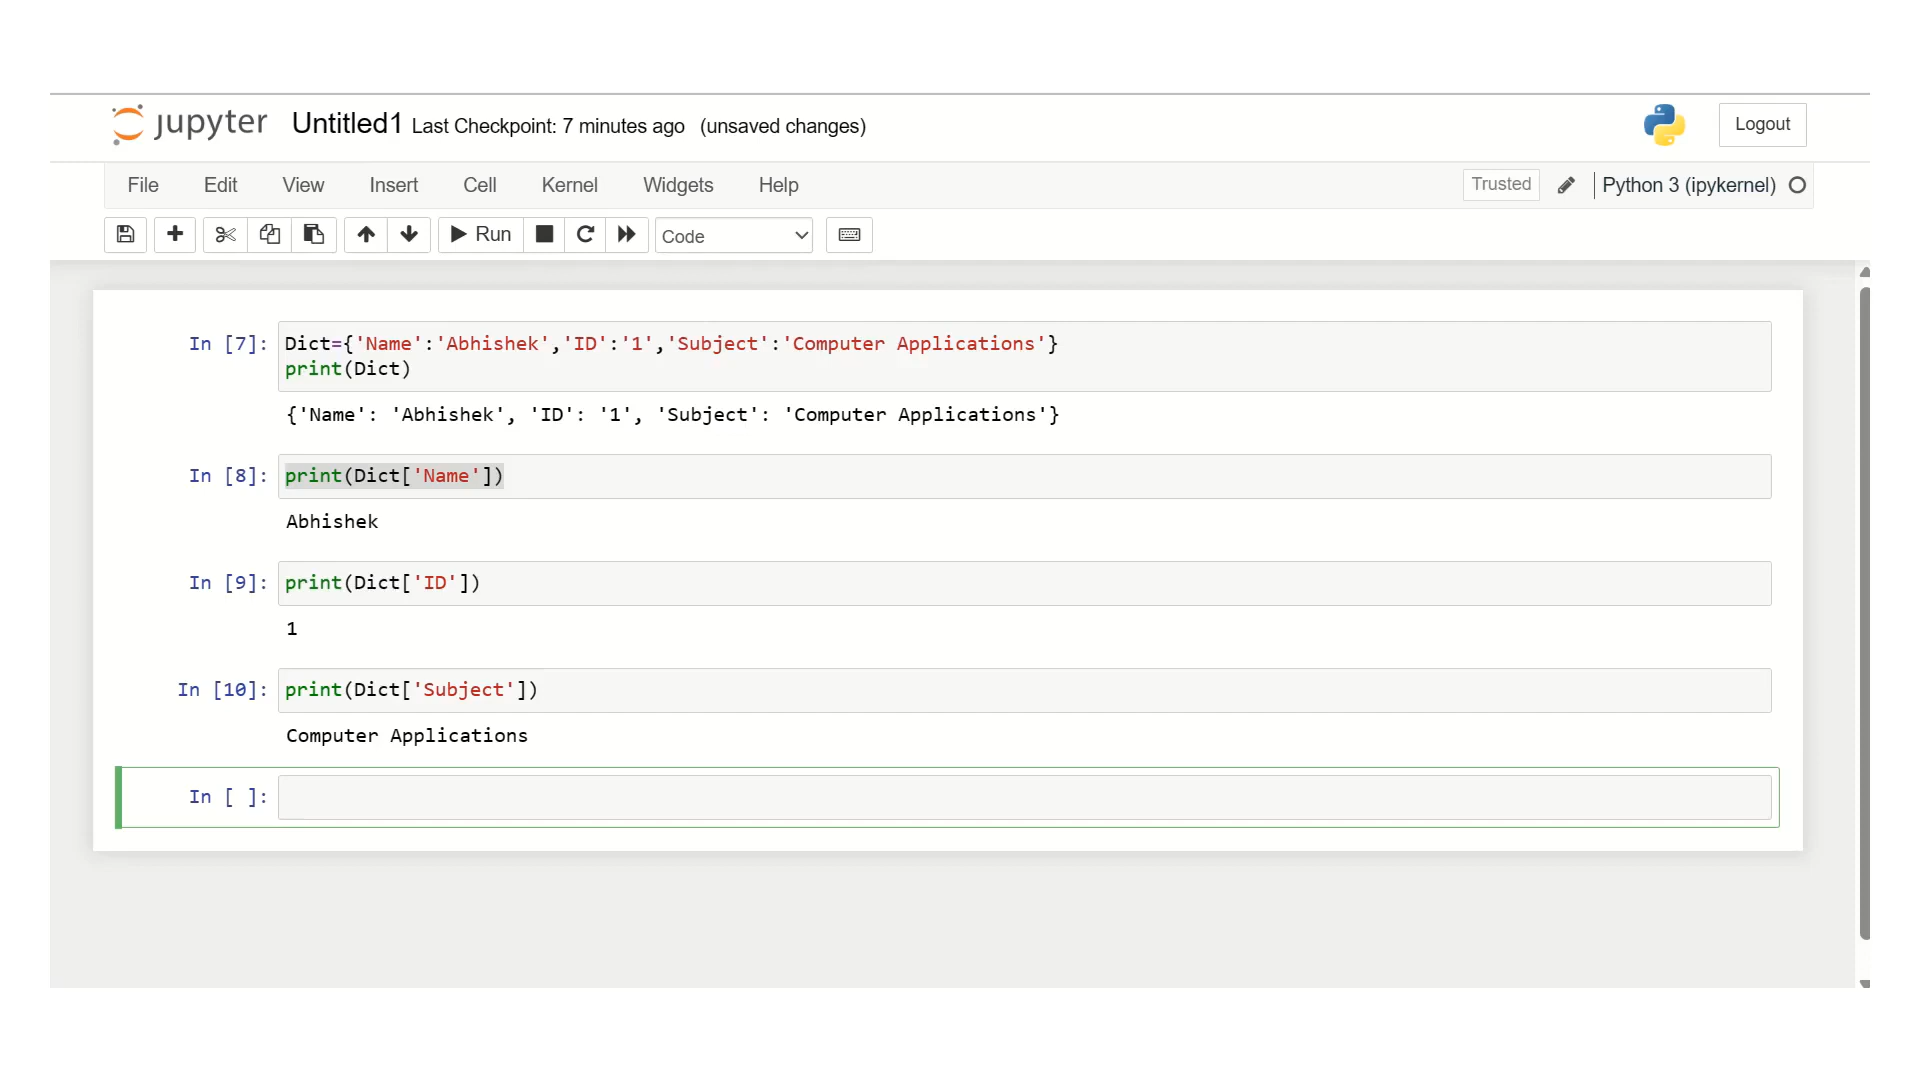 jupyter Untitled1 Last Checkpoint: 7 minutes ago (unsaved changes) Logout
File Edit View Insert Cell Kernel Widgets Help Trusted Python 3 (ipykernel)
Run Code
In [7]: Dict={'Name':'Abhishek','ID':'1','Subject':'Computer Applications'}
print(Dict)
{'Name': 'Abhishek', 'ID': '1', 'Subject': 'Computer Applications'}
In [8]: print(Dict['Name'])
Abhishek
In [9]: print(Dict['ID'])
1
In [10]: print(Dict['Subject'])
Computer Applications
In [ ]: